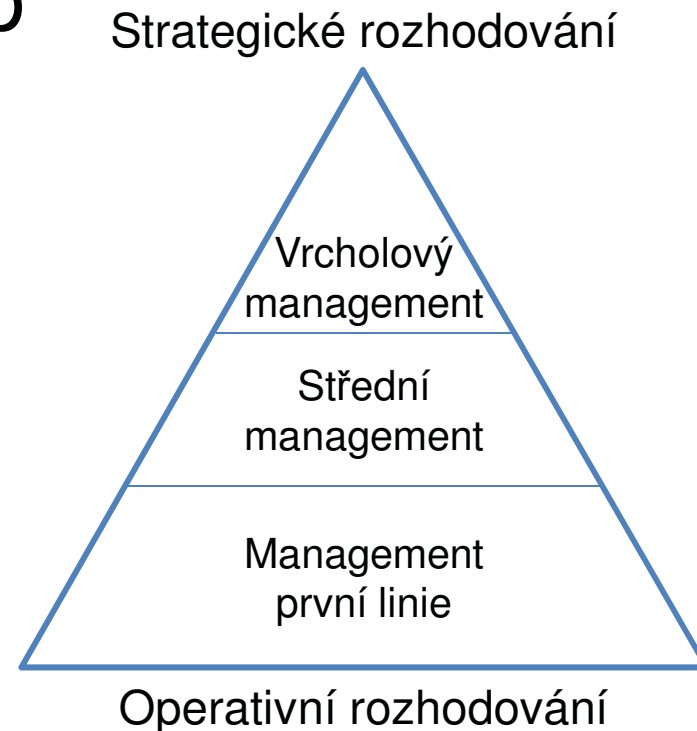 Strategické rozhodování
Vrcholový
management
Střední
management
Management
první linie
Operativní rozhodování